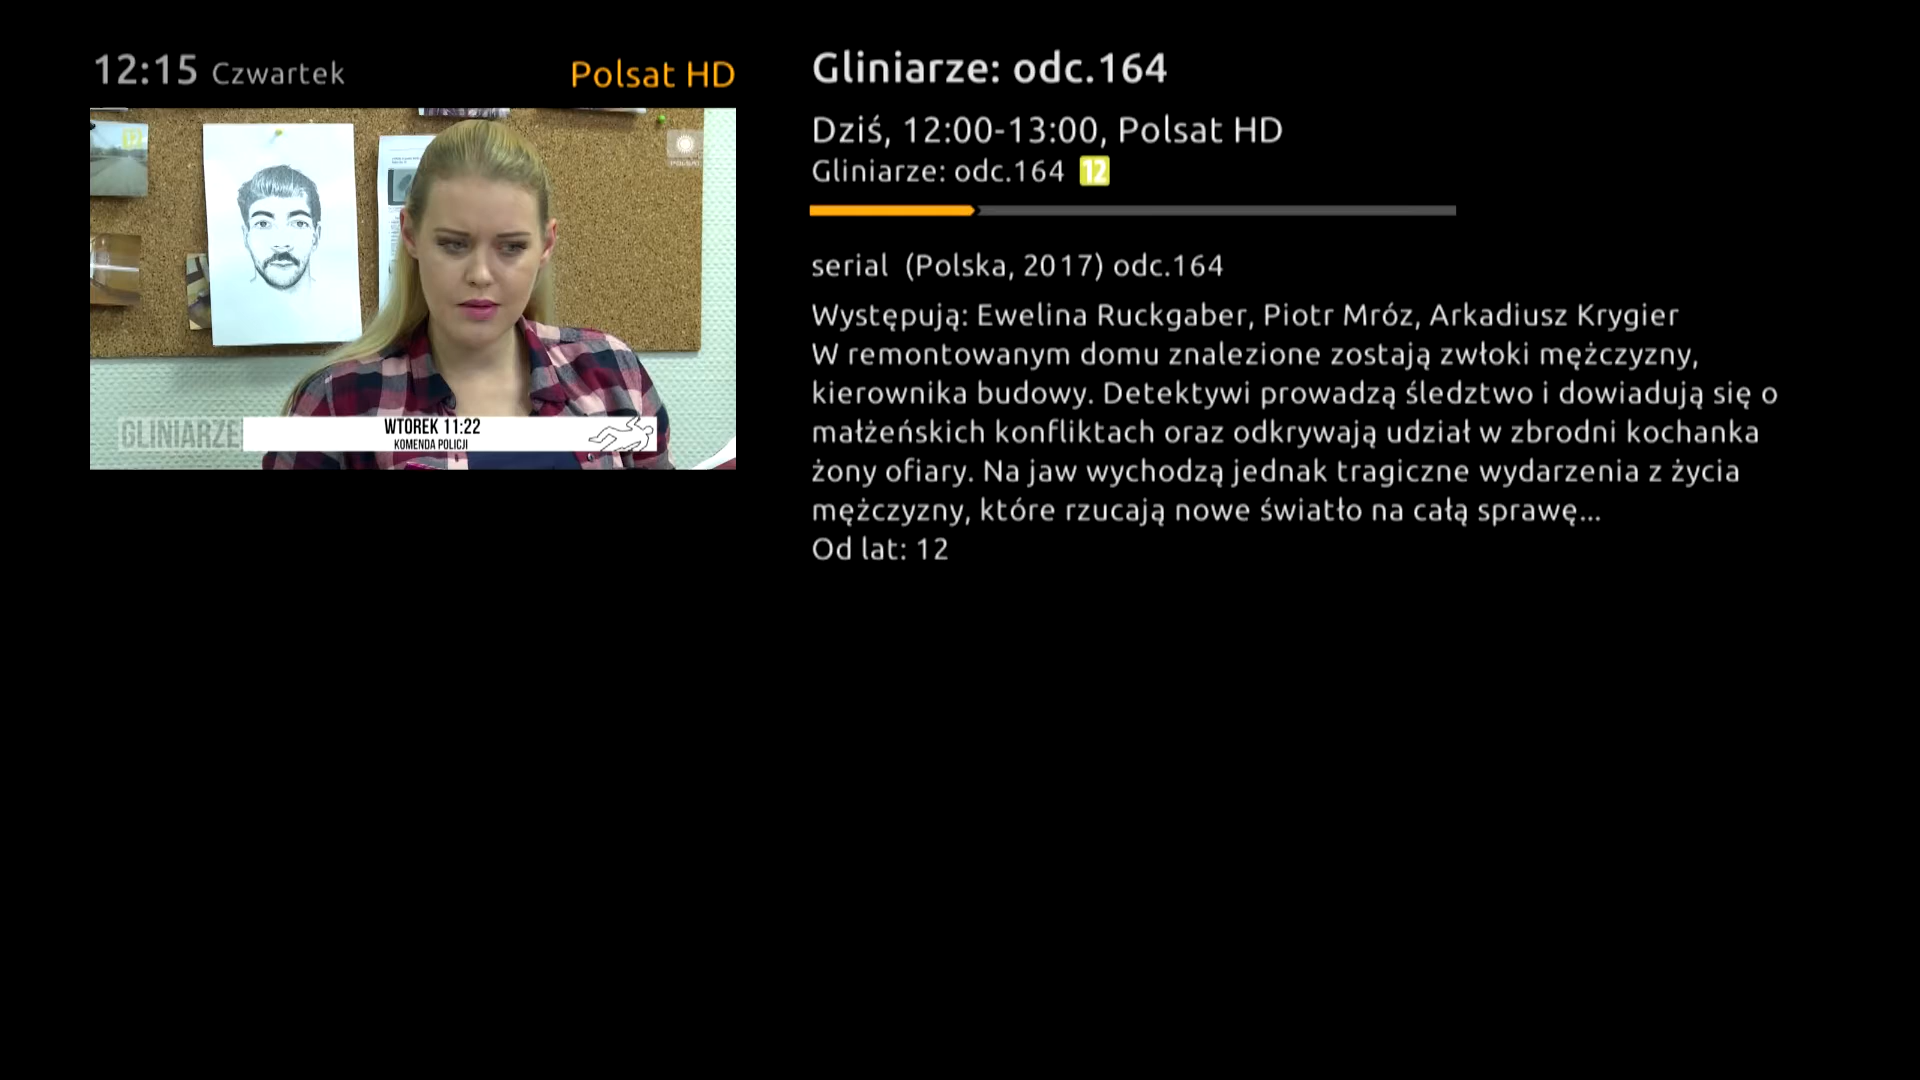 12:15 Czwartek
Polsat HD
Gliniarze: odc.164
Dziś, 12:00-13:00, Polsat HD
Gliniarze: odc.164 12
serial (Polska, 2017) odc.164
Występują: Ewelina Ruckgaber, Piotr Mróz, Arkadiusz Krygier
W remontowanym domu znalezione zostają zwłoki mężczyzny,
kierownika budowy. Detektywi prowadzą śledztwo i dowiadują się o
małżeńskich konfliktach oraz odkrywają udział w zbrodni kochanka
żony ofiary. Na jaw wychodzą jednak tragiczne wydarzenia z życia
mężczyzny, które rzucają nowe światło na całą sprawę...
Od lat: 12
12
POLSAT
GLINIARZE
WTOREK 11:22
KOMENDA POLICJI